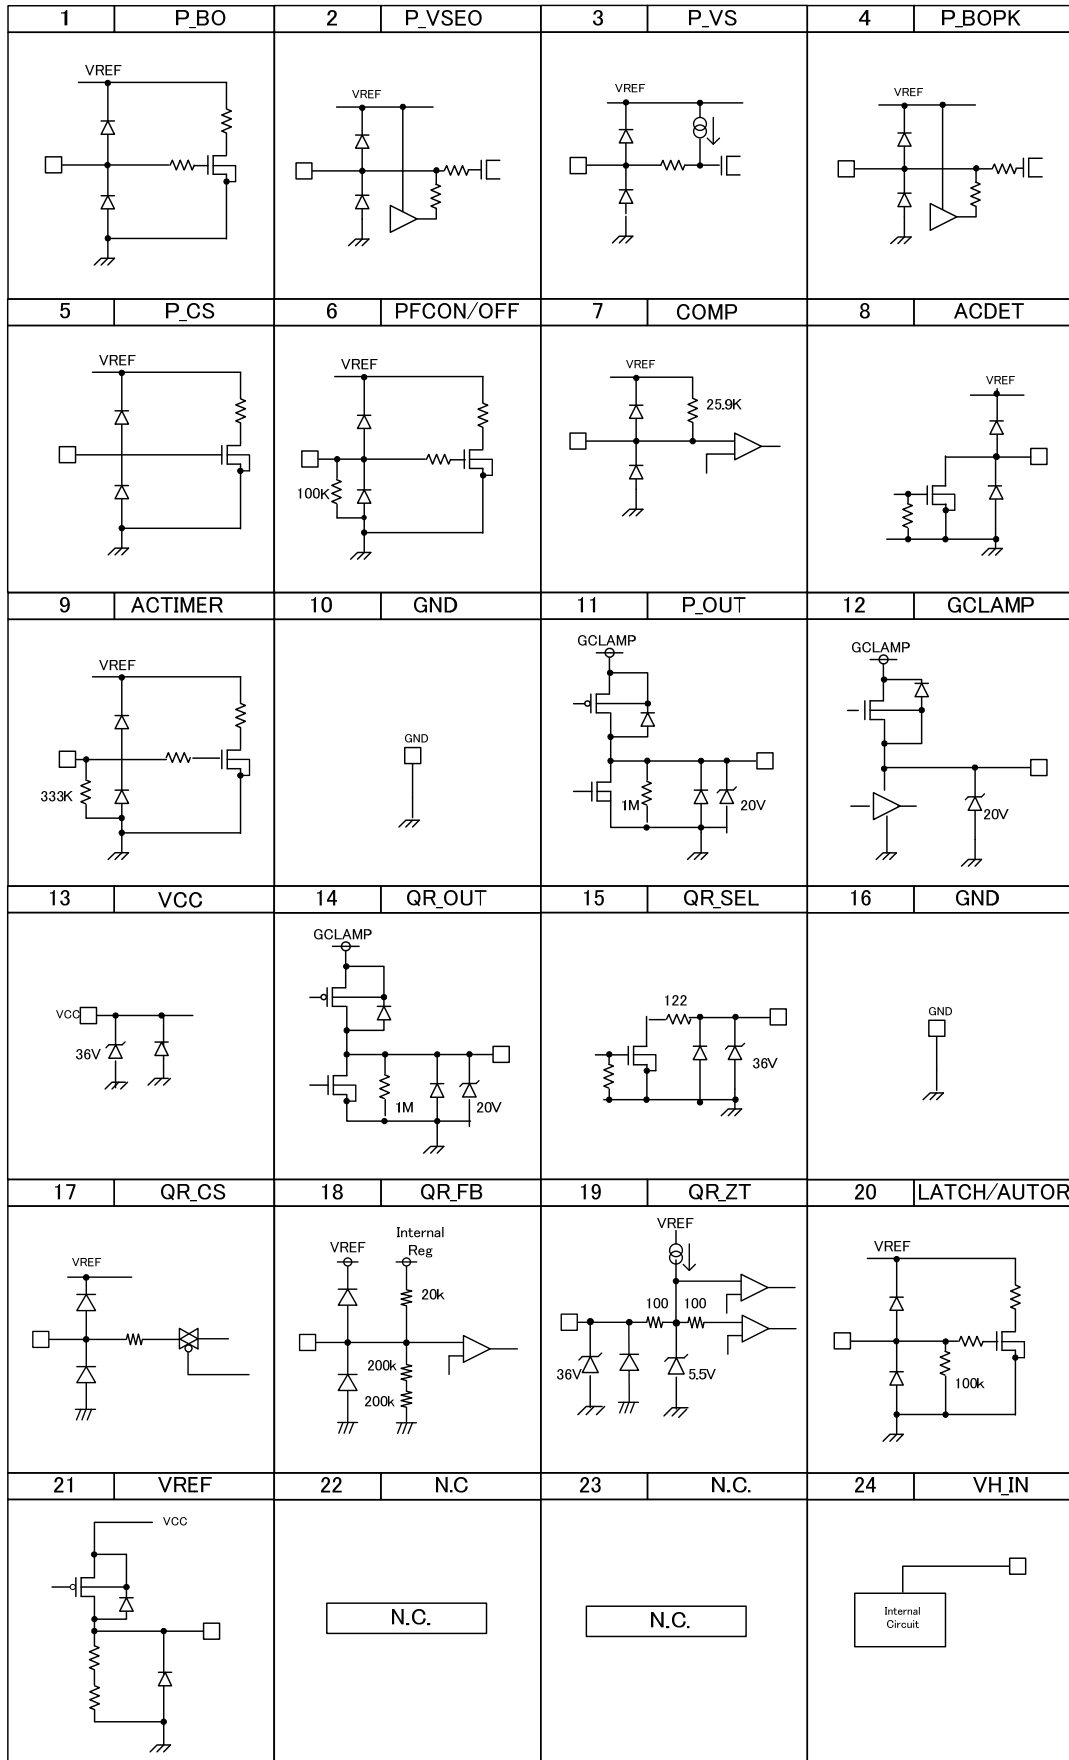 1 P_BO 2 P_VSEO 3 P_VS 4 P_BOPK
VREF
VREF
VREF
VREF
5 P_CS 6 PFCON/OFF 7 COMP 8 ACDET
VREF
VREF
100K
VREF
25.9K
VREF
9 ACTIMER 10 GND 11 P_OUT 12 GCLAMP
VREF
333K
GND
GCLAMP
1M
20V
GCLAMP
20V
13 VCC 14 QR_OUT 15 QR_SEL 16 GND
VCC
36V
GCLAMP
1M
20V
122
36V
GND
17 QR_CS 18 QR_FB 19 QR_ZT 20 LATCH/AUTOR
VREF
VREF
Internal
Reg
20k
200k
200k
VREF
100 100
36V
5.5V
VREF
100k
21 VREF 22 N.C 23 N.C. 24 VH_IN
VCC
N.C.
N.C.
Internal
Circuit